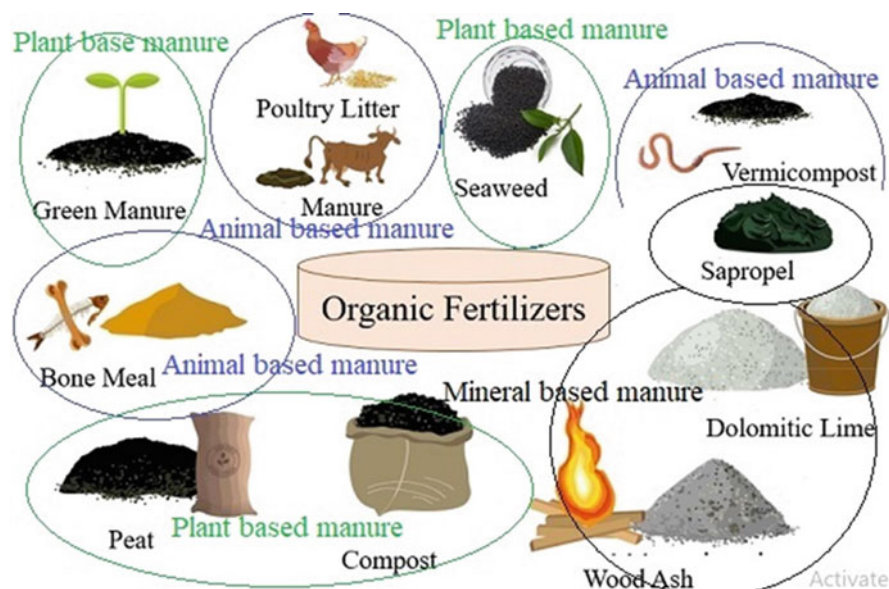 Plant base manure
Plant based manure
Animal based manure
Poultry Litter
Vermicompost
Green Manure
Manure
Seaweed
Animal based manure
Sapropel
Organic Fertilizers
Bone Meal
Animal based manure
Mineral based manure
Dolomitic Lime
Peat
Plant based manure
Compost
Wood Ash
Activate